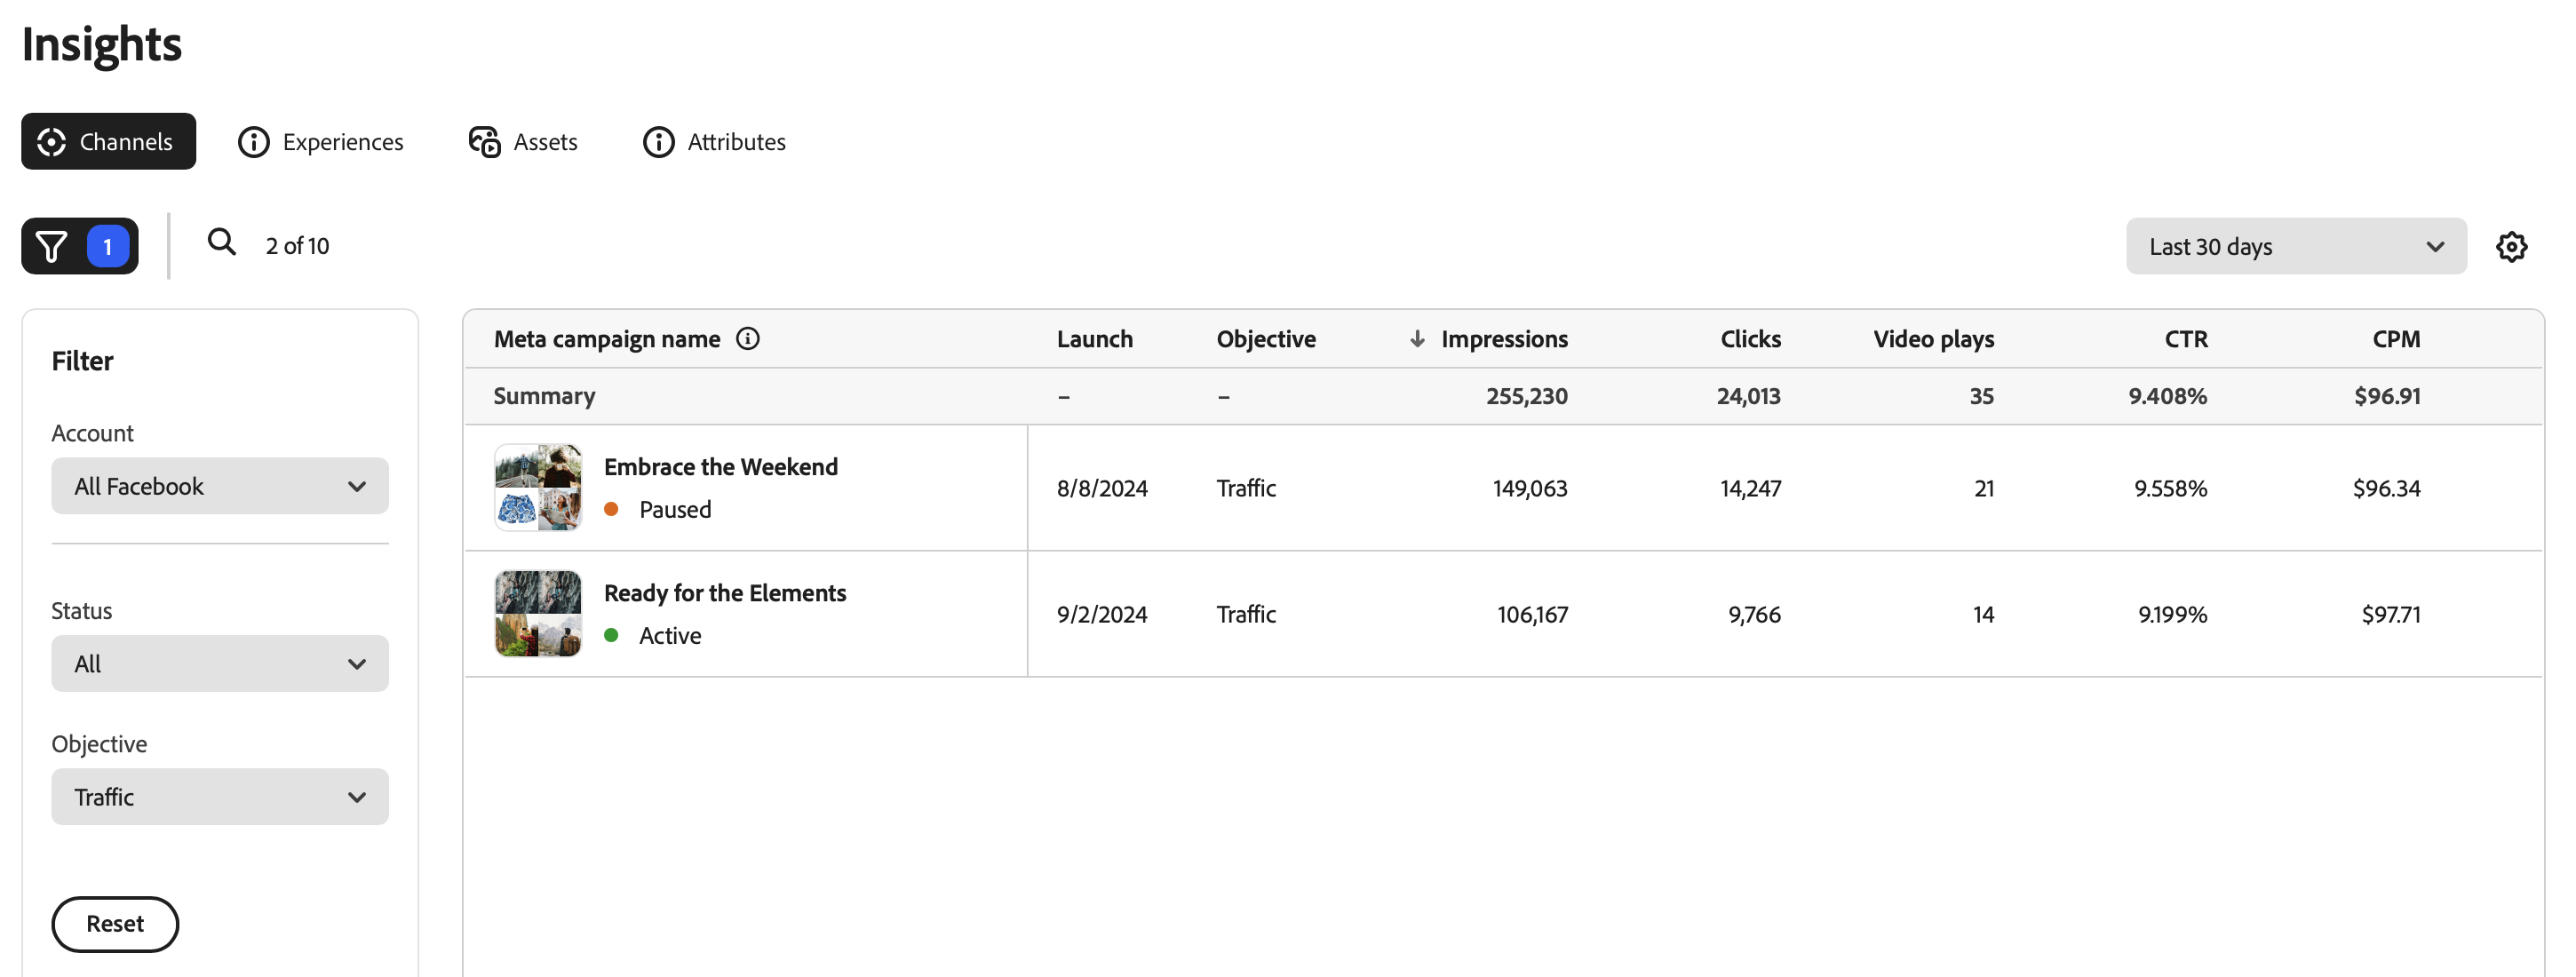 Insights
Channels Experiences Assets Attributes
1 2 of 10 Last 30 days
Filter
Account
All Facebook
Status
All
Objective
Traffic
Reset
Meta campaign name Launch Objective Impressions Clicks Video plays CTR CPM
Summary – – 255,230 24,013 35 9.408% $96.91
Embrace the Weekend
Paused
8/8/2024 Traffic 149,063 14,247 21 9.558% $96.34
Ready for the Elements
Active
9/2/2024 Traffic 106,167 9,766 14 9.199% $97.71